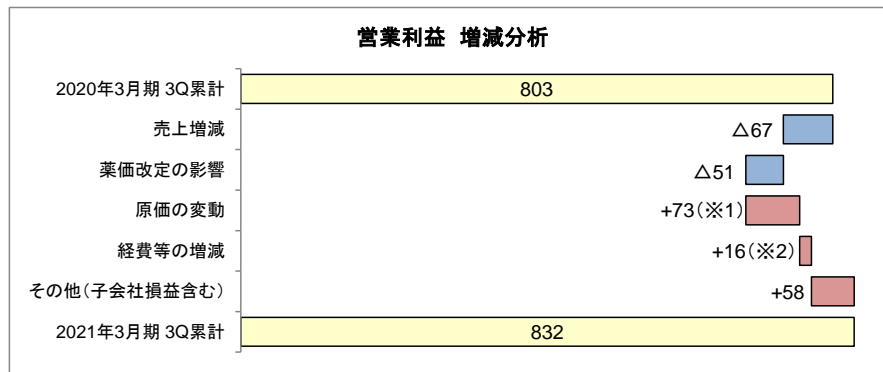 営業利益 増減分析
2020年3月期 3Q累計 803
売上増減 △67
薬価改定の影響 △51
原価の変動 +73(※1)
経費等の増減 +16(※2)
その他(子会社損益含む) +58
2021年3月期 3Q累計 832